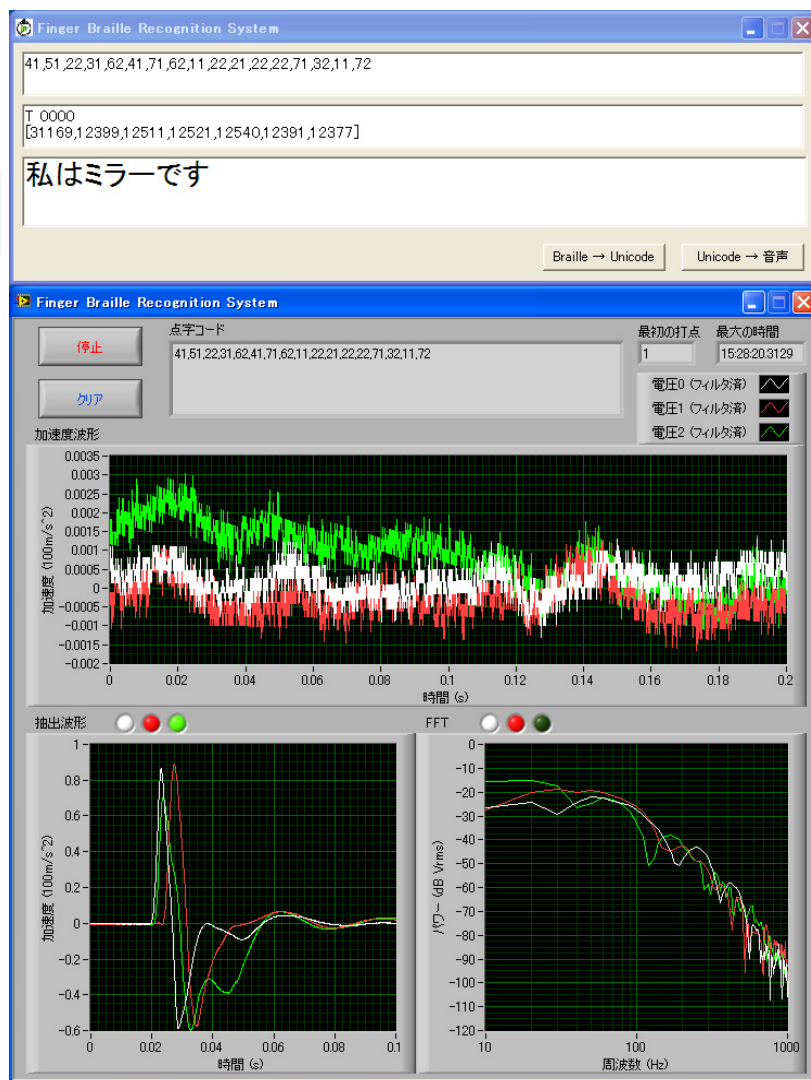 Finger Braille Recognition System
41,51,22,31,62,41,71,62,11,22,21,22,22,71,32,11,72
T 0000
[31169,12399,12511,12521,12540,12391,12377]
私はミラーです
Braille → Unicode
Unicode → 音声
Finger Braille Recognition System
停止
点字コード
41,51,22,31,62,41,71,62,11,22,21,22,22,71,32,11,72
最初の打点
1
最大の時間
15:28:20.3129
クリア
電圧0 (フィルタ済)
電圧1 (フィルタ済)
電圧2 (フィルタ済)
加速度波形
加速度 (100m/s^2)
0.0035
0.003
0.0025
0.002
0.0015
0.001
0.0005
0
-0.0005
-0.001
-0.0015
-0.002
0 0.02 0.04 0.06 0.08 0.1 0.12 0.14 0.16 0.18 0.2
時間 (s)
抽出波形
加速度 (100m/s^2)
1
0.8
0.6
0.4
0.2
0
-0.2
-0.4
-0.6
0 0.02 0.04 0.06 0.08 0.1
時間 (s)
FFT
パワー (dB Vrms)
0
-10
-20
-30
-40
-50
-60
-70
-80
-90
-100
-110
-120
10 100 1000
周波数 (Hz)